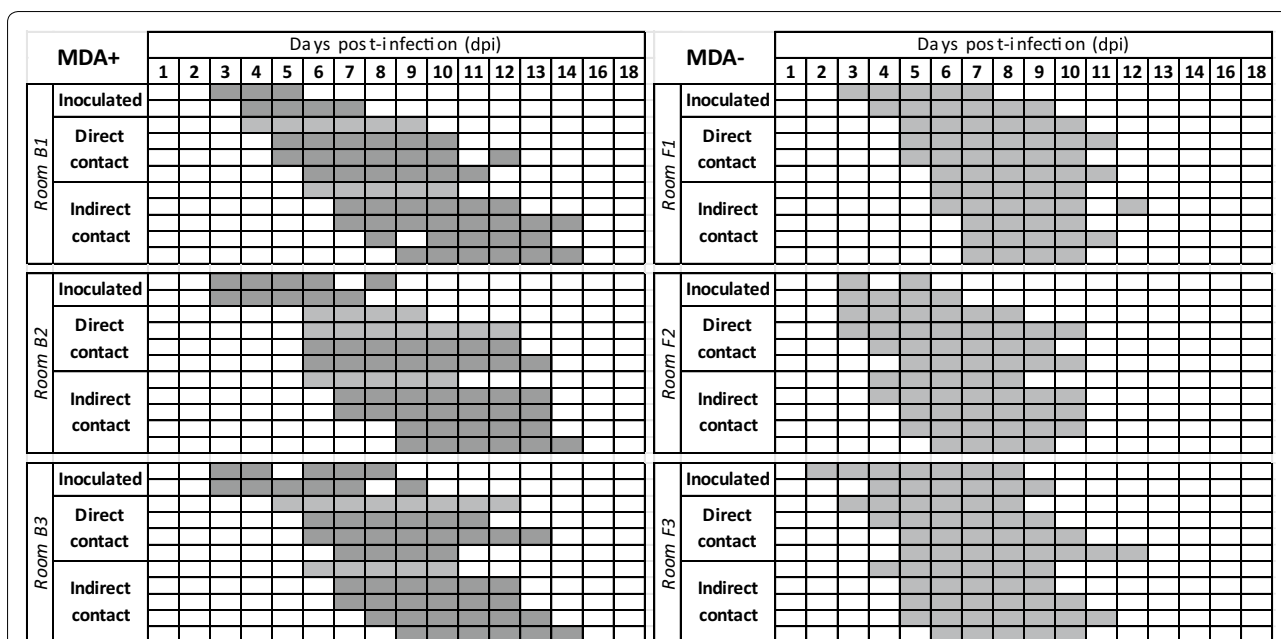 MDA+ Days post-infection (dpi) MDA- Days post-infection (dpi)
1 2 3 4 5 6 7 8 9 10 11 12 13 14 16 18 1 2 3 4 5 6 7 8 9 10 11 12 13 14 16 18
Room B1 Inoculated Room F1 Inoculated
Direct contact Direct contact
Indirect contact Indirect contact
Room B2 Inoculated Room F2 Inoculated
Direct contact Direct contact
Indirect contact Indirect contact
Room B3 Inoculated Room F3 Inoculated
Direct contact Direct contact
Indirect contact Indirect contact